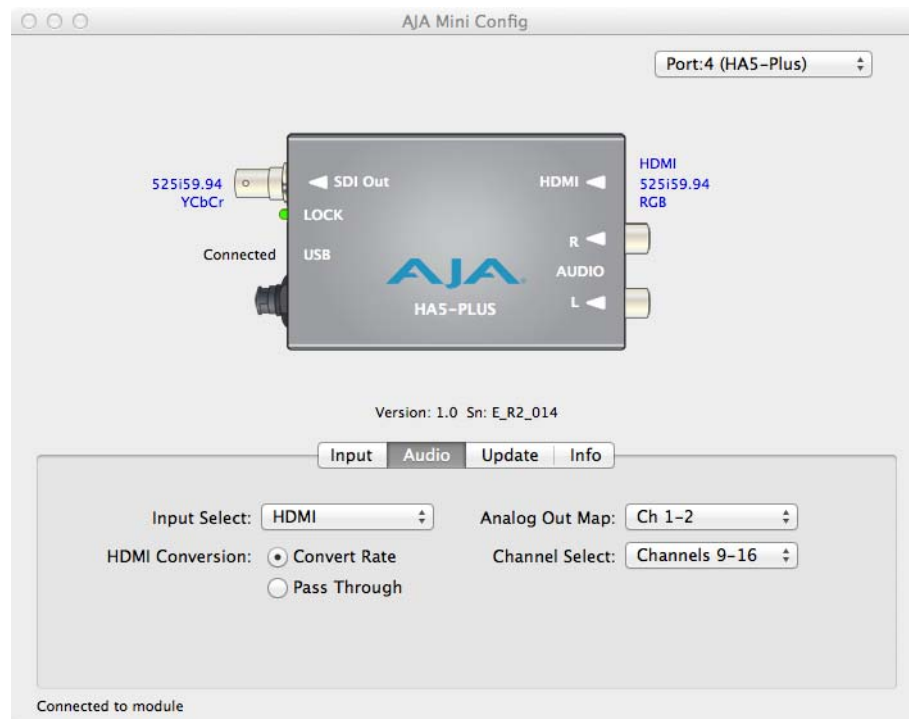 AJA Mini Config
Port:4 (HA5-Plus)
525i59.94
YCbCr
SDI Out
LOCK
Connected
USB
HDMI
HDMI
525i59.94
RGB
R
AUDIO
L
AJA
HA5-PLUS
Version: 1.0 Sn: E_R2_014
Input Audio Update Info
Input Select: HDMI Analog Out Map: Ch 1-2
HDMI Conversion: Convert Rate Channel Select: Channels 9-16
Pass Through
Connected to module